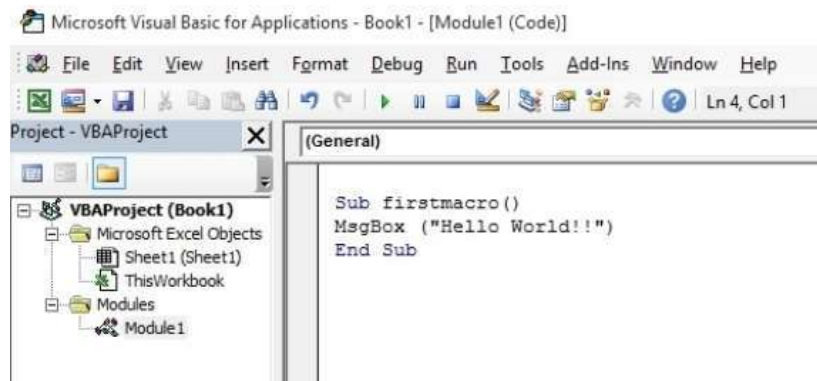 Microsoft Visual Basic for Applications - Book1 - [Module1 (Code)]
File Edit View Insert Format Debug Run Tools Add-Ins Window Help
Ln 4, Col 1
Project - VBAProject
(General)
VBAProject (Book1)
Microsoft Excel Objects
Sheet1 (Sheet1)
ThisWorkbook
Modules
Module1
Sub firstmacro()
MsgBox ("Hello World!!")
End Sub